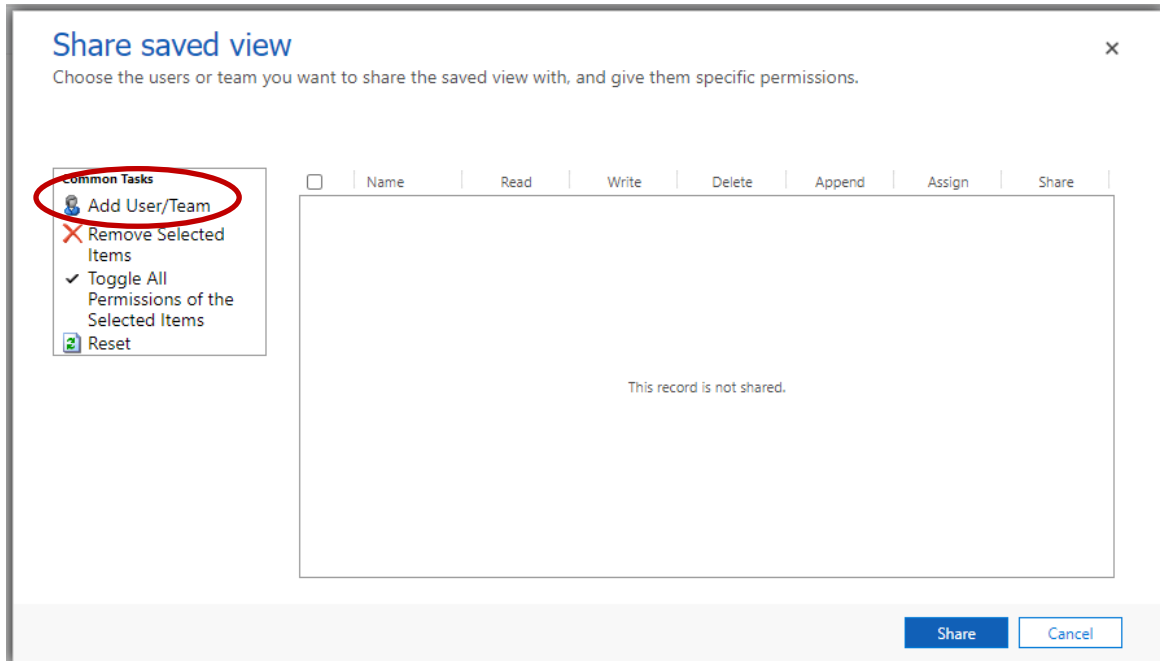 Share saved view
Choose the users or team you want to share the saved view with, and give them specific permissions.
Common Tasks
Add User/Team
Remove Selected
Items
Toggle All
Permissions of the
Selected Items
Reset
Name Read Write Delete Append Assign Share
This record is not shared.
Share Cancel